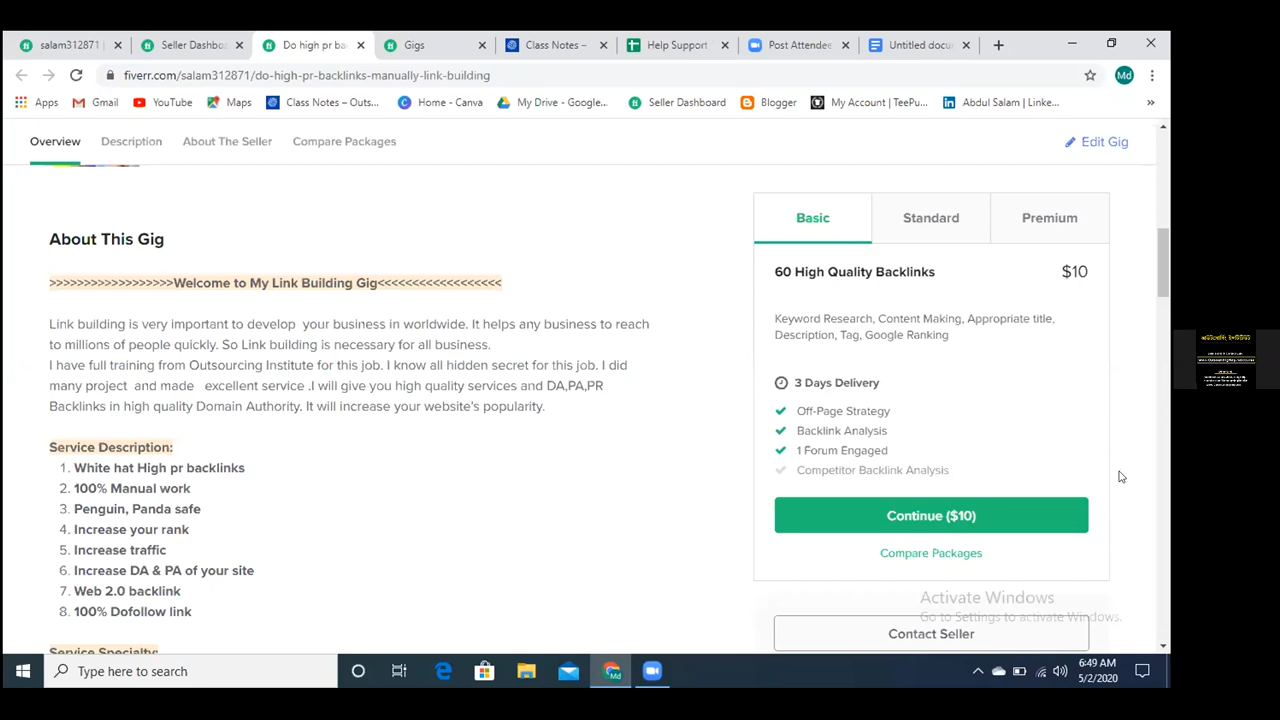 salam312871
Seller Dashbo
Do high pr ba
Gigs
Class Notes –
Help Support
Post Attendee
Untitled docu
fiverr.com/salam312871/do-high-pr-backlinks-manually-link-building
Md
Apps
Gmail
YouTube
Maps
Class Notes – Outs...
Home - Canva
My Drive - Google...
Seller Dashboard
Blogger
My Account | TeePu...
Abdul Salam | Linke...
Overview
Description
About The Seller
Compare Packages
Edit Gig
About This Gig
>>>>>>>>>>>>>>>>>>Welcome to My Link Building Gig<<<<<<<<<<<<<<<<<<
Link building is very important to develop  your business in worldwide. It helps any business to reach
to millions of people quickly. So Link building is necessary for all business.
I have full training from Outsourcing Institute for this job. I know all hidden secret for this job. I did
many project  and made   excellent service .I will give you high quality services and DA,PA,PR
Backlinks in high quality Domain Authority. It will increase your website's popularity.
Service Description:
1. White hat High pr backlinks
2. 100% Manual work
3. Penguin, Panda safe
4. Increase your rank
5. Increase traffic
6. Increase DA & PA of your site
7. Web 2.0 backlink
8. 100% Dofollow link
Service Specialty:
Basic
Standard
Premium
60 High Quality Backlinks
$10
Keyword Research, Content Making, Appropriate title,
Description, Tag, Google Ranking
3 Days Delivery
Off-Page Strategy
Backlink Analysis
1 Forum Engaged
Competitor Backlink Analysis
Continue ($10)
Compare Packages
Contact Seller
Activate Windows
Go to Settings to activate Windows.
Type here to search
6:49 AM
5/2/2020